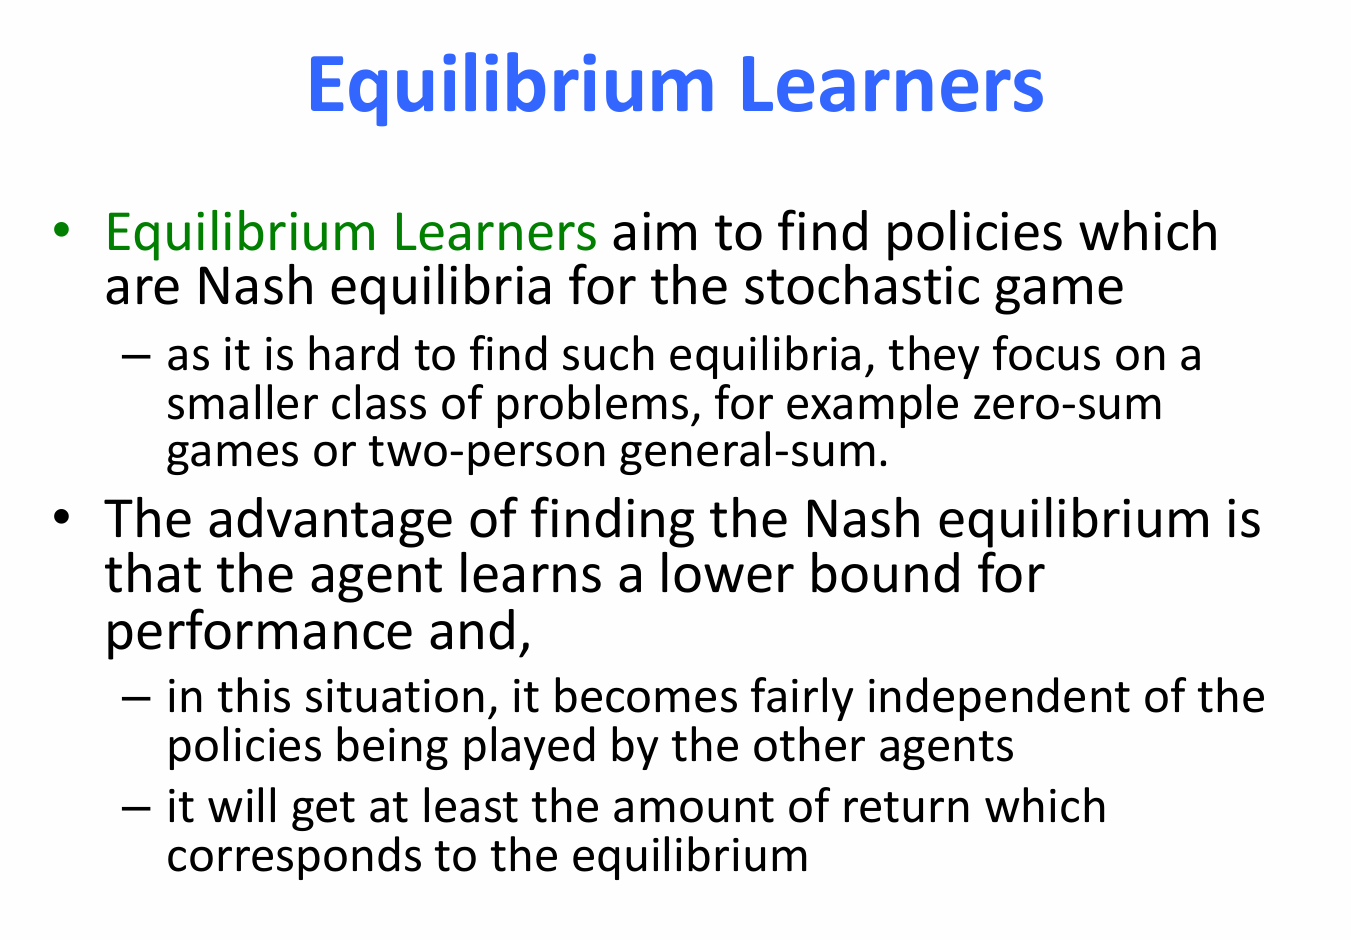 Equilibrium Learners
• Equilibrium Learners aim to find policies which
are Nash equilibria for the stochastic game
– as it is hard to find such equilibria, they focus on a
smaller class of problems, for example zero-sum
games or two-person general-sum.
• The advantage of finding the Nash equilibrium is
that the agent learns a lower bound for
performance and,
– in this situation, it becomes fairly independent of the
policies being played by the other agents
– it will get at least the amount of return which
corresponds to the equilibrium